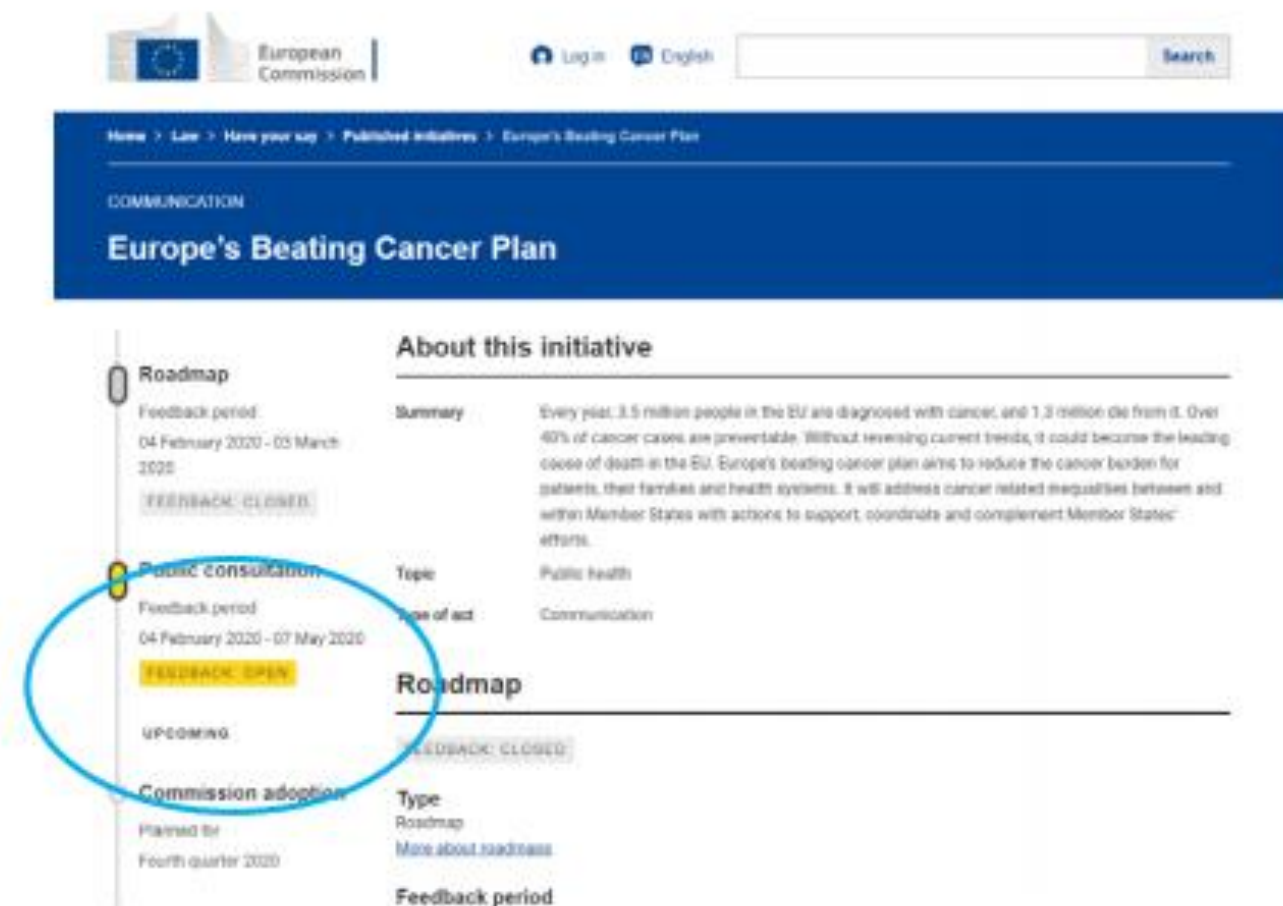 European
Commission
Log in
EN English
Search
Home > Law > Have your say > Published initiatives > Europe's Beating Cancer Plan
COMMUNICATION
Europe's Beating Cancer Plan
Roadmap
Feedback period
04 February 2020 - 03 March
2020
FEEDBACK: CLOSED
Public consultation
Feedback period
04 February 2020 - 07 May 2020
FEEDBACK: OPEN
UPCOMING
Commission adoption
Planned for
Fourth quarter 2020
About this initiative
Summary
Every year, 3.5 million people in the EU are diagnosed with cancer, and 1.3 million die from it. Over
40% of cancer cases are preventable. Without reversing current trends, it could become the leading
cause of death in the EU. Europe's beating cancer plan aims to reduce the cancer burden for
patients, their families and health systems. It will address cancer related inequalities between and
within Member States with actions to support, coordinate and complement Member States'
efforts.
Topic
Public health
Type of act
Communication
Roadmap
FEEDBACK: CLOSED
Type
Roadmap
More about roadmaps
Feedback period